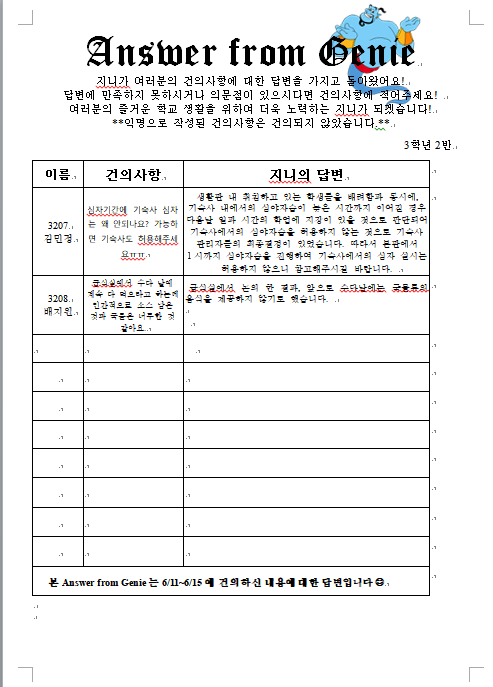 Answer from Genie
지니가 여러분의 건의사항에 대한 답변을 가지고 돌아왔어요!
답변에 만족하지 못하시거나 의문점이 있으시다면 건의사항에 적어주세요!
여러분의 즐거운 학교 생활을 위하여 더욱 노력하는 지니가 되겠습니다!
**익명으로 작성된 건의사항은 건의되지 않았습니다.**
3학년 2반
이름 건의사항 지니의 답변
3207
김민정
심자기간에 기숙사 심자
는 왜 안되나요? 가능하
면 기숙사도 허용해주세
요ㅠㅠ
생활관 내 취침하고 있는 학생들을 배려함과 동시에,
기숙사 내에서의 심야자습이 늦은 시간까지 이어질 경우
다음날 일과 시간의 학업에 지장이 있을 것으로 판단되어
기숙사에서의 심야자습을 허용하지 않는 것으로 기숙사
관리자들의 최종결정이 있었습니다. 따라서 본관에서
1시까지 심야자습을 진행하며 기숙사에서의 심자 실시는
허용하지 않으니 참고해주시길 바랍니다.
3208
배지원
급식실에서 수다 날에
계속 다 먹으라고 하는데
인간적으로 소스 남은
것과 국물은 너무한 것
같아요
급식실에서 논의 한 결과, 앞으로 수다날에는 국물류의
음식을 제공하지 않기로 했습니다.
본 Answer from Genie 는 6/11~6/15 에 건의하신 내용에 대한 답변입니다☺